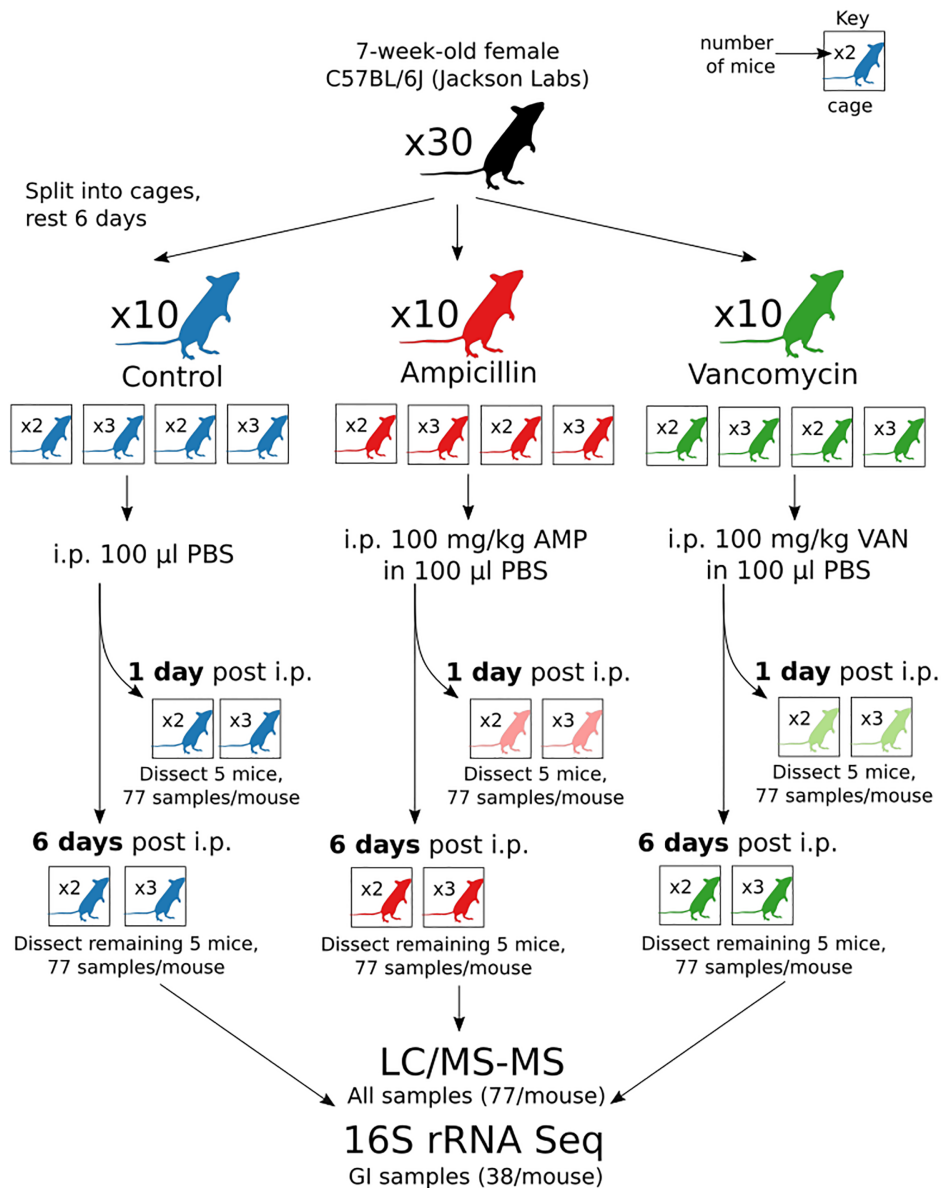 Key
number
of mice
x2
cage
7-week-old female
C57BL/6J (Jackson Labs)
x30
Split into cages,
rest 6 days
x10
Control
x10
Ampicillin
x10
Vancomycin
x2 x3 x2 x3
x2 x3 x2 x3
x2 x3 x2 x3
i.p. 100 µl PBS
i.p. 100 mg/kg AMP
in 100 µl PBS
i.p. 100 mg/kg VAN
in 100 µl PBS
1 day post i.p.
x2 x3
Dissect 5 mice,
77 samples/mouse
1 day post i.p.
x2 x3
Dissect 5 mice,
77 samples/mouse
1 day post i.p.
x2 x3
Dissect 5 mice,
77 samples/mouse
6 days post i.p.
x2 x3
Dissect remaining 5 mice,
77 samples/mouse
6 days post i.p.
x2 x3
Dissect remaining 5 mice,
77 samples/mouse
6 days post i.p.
x2 x3
Dissect remaining 5 mice,
77 samples/mouse
LC/MS-MS
All samples (77/mouse)
16S rRNA Seq
GI samples (38/mouse)